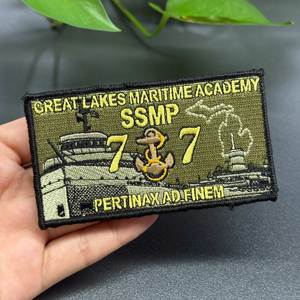 GREAT LAKES MARITIME ACADEMY
SSMP
7 7
PERTINAX AD FINEM